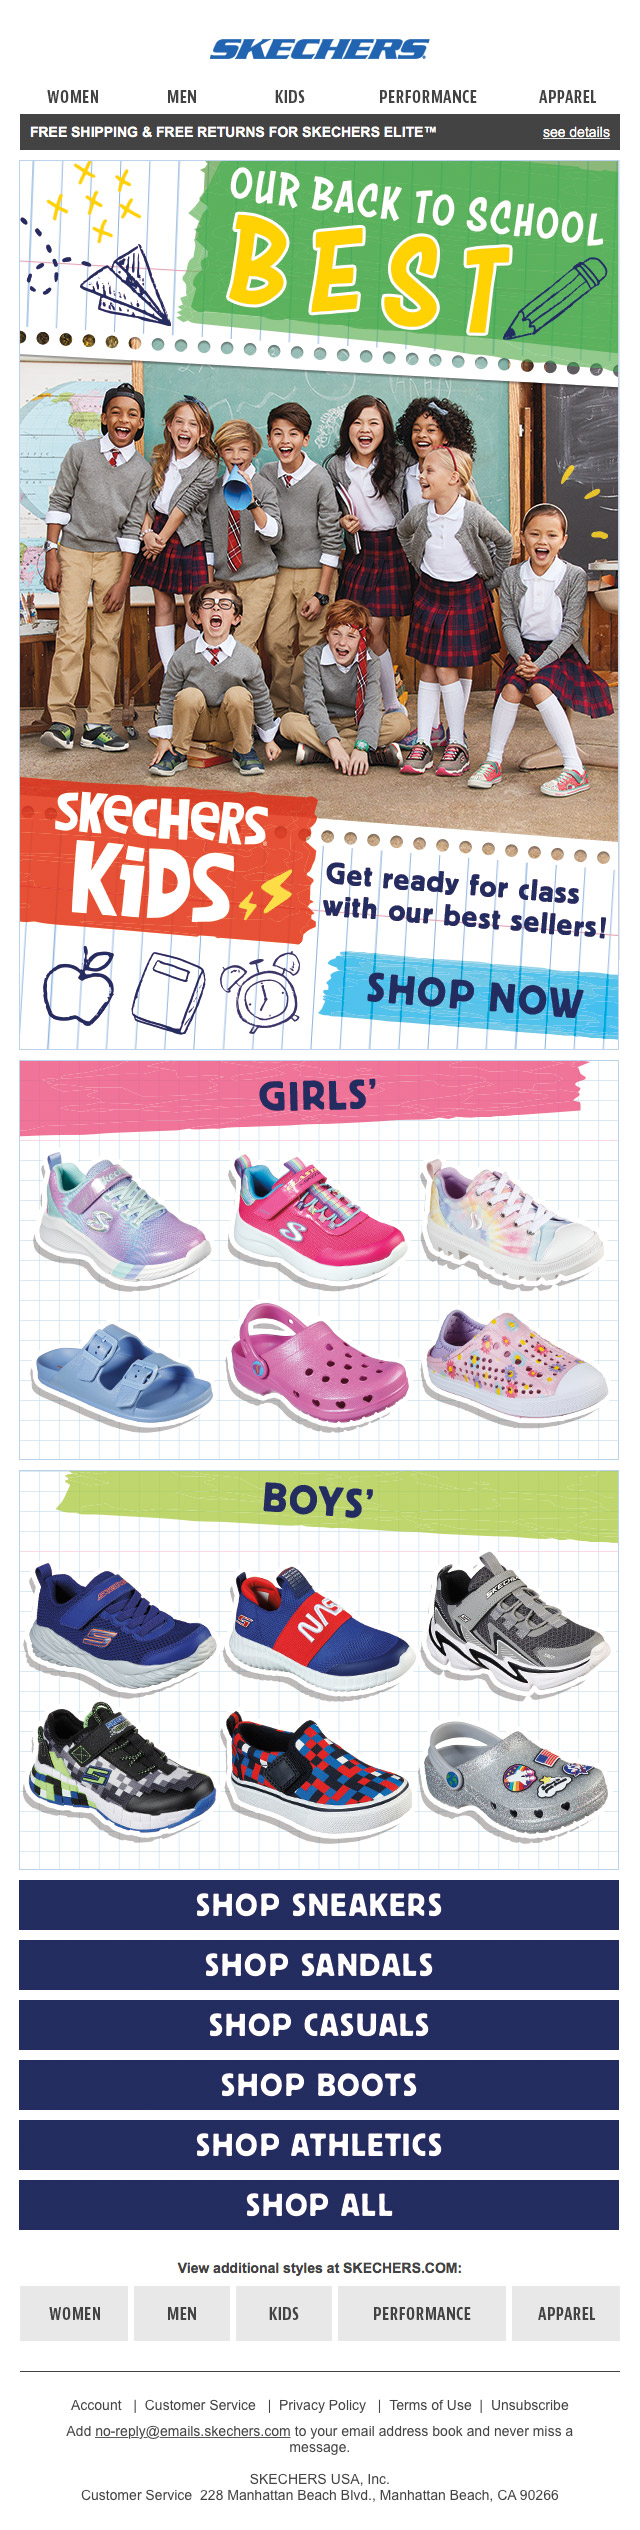 SKECHERS
WOMEN MEN KIDS PERFORMANCE APPAREL
FREE SHIPPING & FREE RETURNS FOR SKECHERS ELITE™ see details
OUR BACK TO SCHOOL
BEST
SKECHERS
KiDS
Get ready for class
with our best sellers!
SHOP NOW
GIRLS'
BOYS'
NAS
SKECHERS
SHOP SNEAKERS
SHOP SANDALS
SHOP CASUALS
SHOP BOOTS
SHOP ATHLETICS
SHOP ALL
View additional styles at SKECHERS.COM:
WOMEN MEN KIDS PERFORMANCE APPAREL
Account | Customer Service | Privacy Policy | Terms of Use | Unsubscribe
Add no-reply@emails.skechers.com to your email address book and never miss a
message.
SKECHERS USA, Inc.
Customer Service 228 Manhattan Beach Blvd., Manhattan Beach, CA 90266